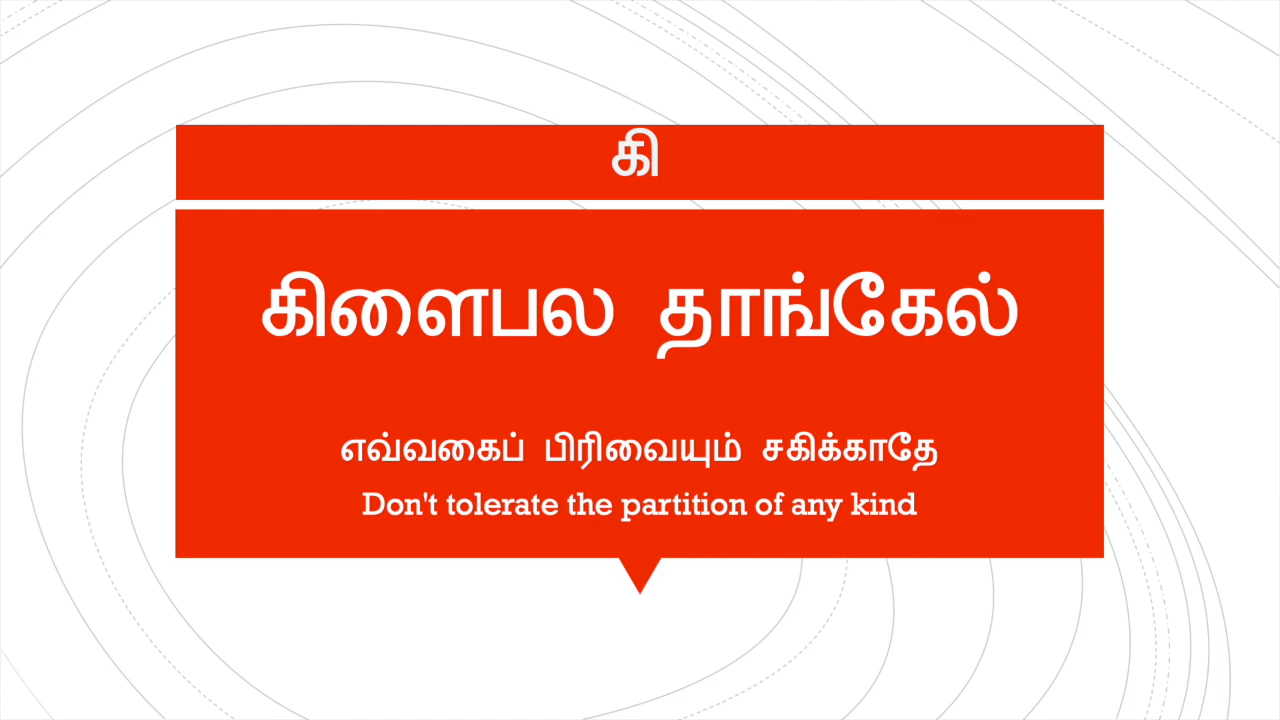 கி
கிளைபல தாங்கேல்
எவ்வகைப் பிரிவையும் சகிக்காதே
Don't tolerate the partition of any kind